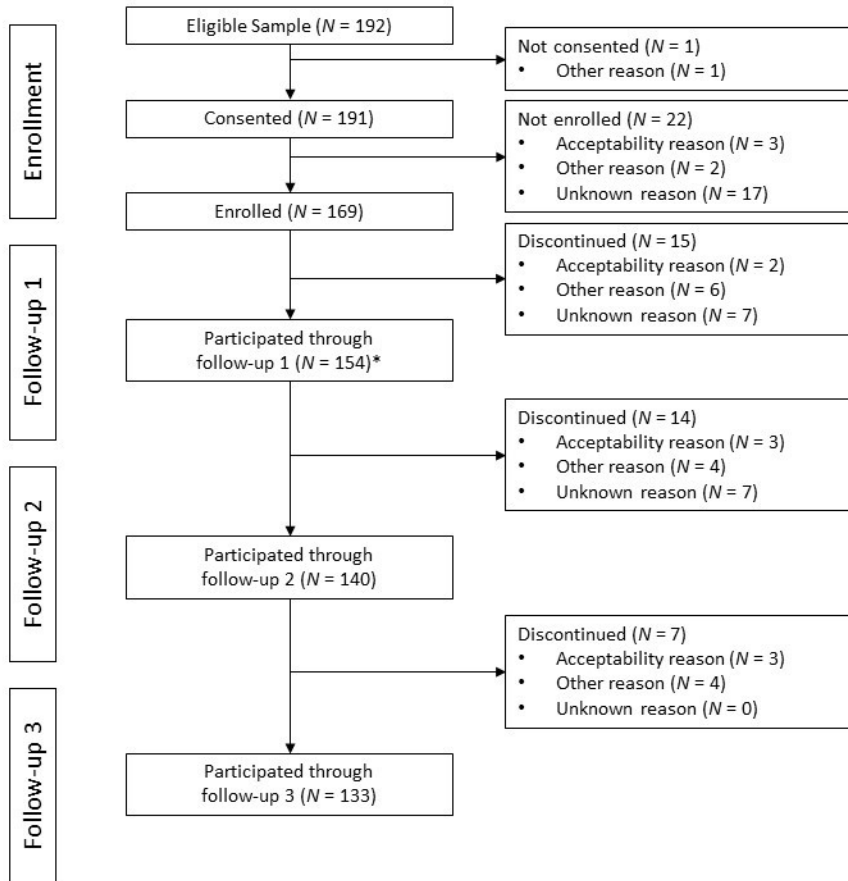 Enrollment
Eligible Sample (N = 192)
Not consented (N = 1)
• Other reason (N = 1)
Consented (N = 191)
Not enrolled (N = 22)
• Acceptability reason (N = 3)
• Other reason (N = 2)
• Unknown reason (N = 17)
Enrolled (N = 169)
Follow-up 1
Discontinued (N = 15)
• Acceptability reason (N = 2)
• Other reason (N = 6)
• Unknown reason (N = 7)
Participated through
follow-up 1 (N = 154)*
Discontinued (N = 14)
• Acceptability reason (N = 3)
• Other reason (N = 4)
• Unknown reason (N = 7)
Follow-up 2
Participated through
follow-up 2 (N = 140)
Discontinued (N = 7)
• Acceptability reason (N = 3)
• Other reason (N = 4)
• Unknown reason (N = 0)
Follow-up 3
Participated through
follow-up 3 (N = 133)